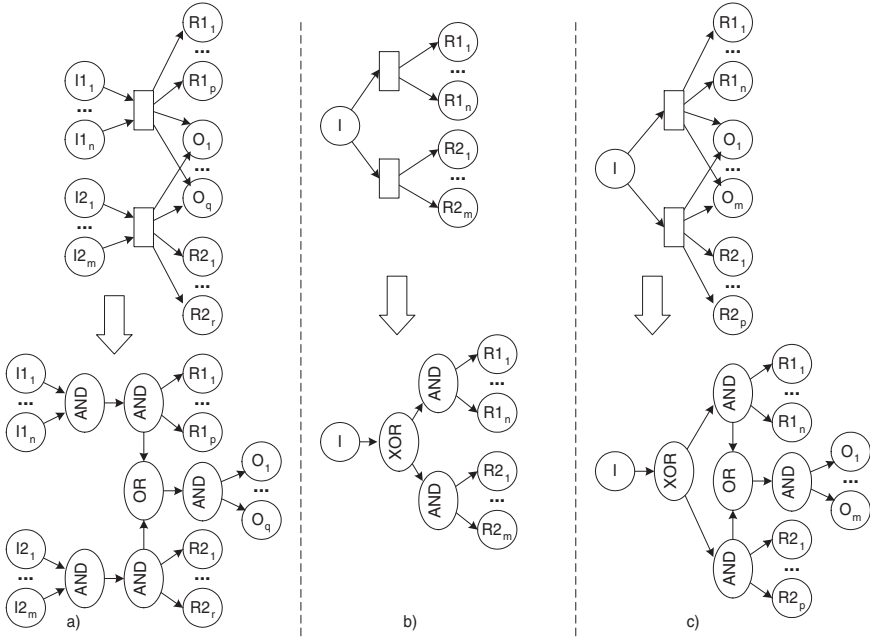 R1₁
...
R1ₚ
I1₁
...
I1ₙ
O₁
...
O_q
I2₁
...
I2ₘ
R2₁
...
R2ᵣ
I1₁
...
I1ₙ
AND
AND
R1₁
...
R1ₚ
OR
AND
O₁
...
O_q
I2₁
...
I2ₘ
AND
AND
R2₁
...
R2ᵣ
a)
R1₁
...
R1ₙ
I
R2₁
...
R2ₘ
I
XOR
AND
R1₁
...
R1ₙ
AND
R2₁
...
R2ₘ
b)
R1₁
...
R1ₙ
O₁
...
I
Oₘ
R2₁
...
R2ₚ
I
XOR
AND
R1₁
...
R1ₙ
OR
AND
O₁
...
Oₘ
AND
R2₁
...
R2ₚ
c)